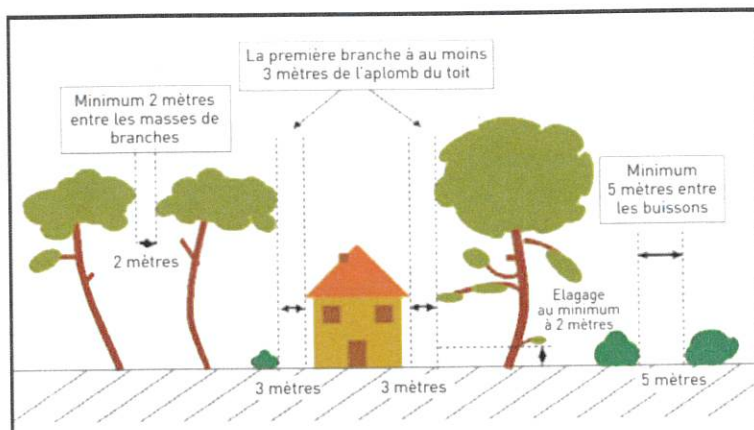 La première branche à au moins
3 mètres de l'aplomb du toit
Minimum 2 mètres
entre les masses de
branches
Minimum
5 mètres entre
les buissons
2 mètres
Elagage
au minimum
à 2 mètres
3 mètres
3 mètres
5 mètres